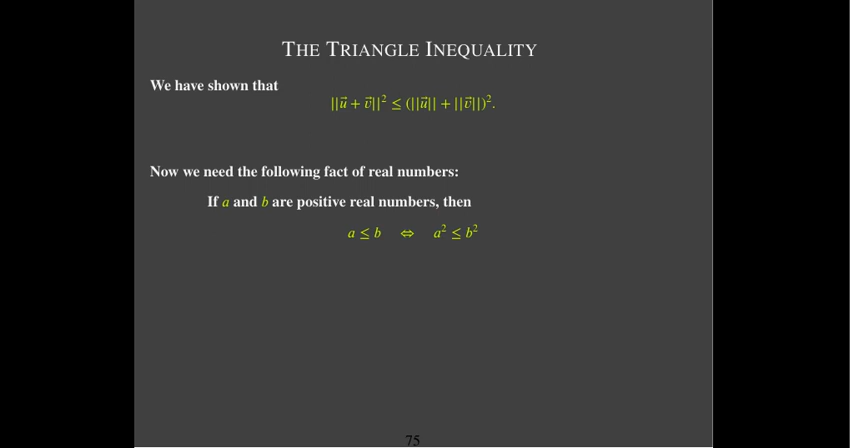 THE TRIANGLE INEQUALITY
We have shown that
||u⃗ + v⃗||² ≤ (||u⃗|| + ||v⃗||)².
Now we need the following fact of real numbers:
If a and b are positive real numbers, then
a ≤ b ⇔ a² ≤ b²
75